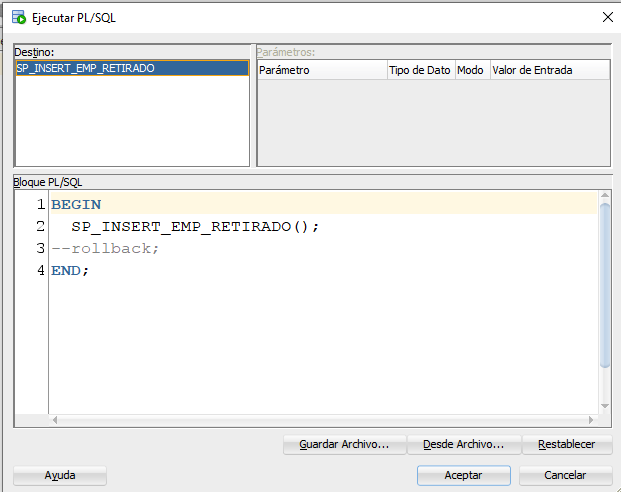 Ejecutar PL/SQL
Destino:
Parámetros:
SP_INSERT_EMP_RETIRADO
Parámetro Tipo de Dato Modo Valor de Entrada
Bloque PL/SQL
1 BEGIN
2 SP_INSERT_EMP_RETIRADO();
3 --rollback;
4 END;
Guardar Archivo... Desde Archivo... Restablecer
Ayuda Aceptar Cancelar